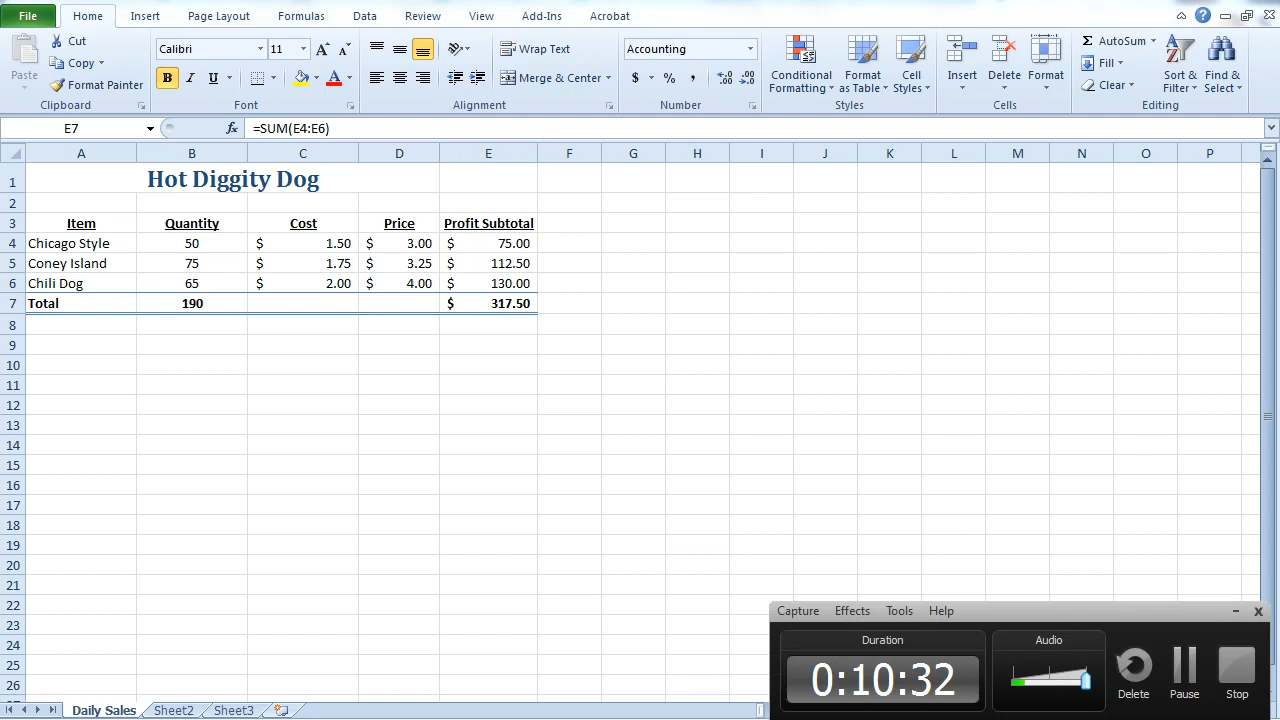 File Home Insert Page Layout Formulas Data Review View Add-Ins Acrobat
Paste Cut Calibri 11 Wrap Text Accounting Conditional Formatting Format as Table Cell Styles Insert Delete Format Σ AutoSum Sort & Filter Find & Select
Copy Fill
Format Painter B I U A Merge & Center $ % , Clear
Clipboard Font Alignment Number Styles Cells Editing
E7 fx =SUM(E4:E6)
A B C D E F G H I J K L M N O P
1 Hot Diggity Dog
2
3 Item Quantity Cost Price Profit Subtotal
4 Chicago Style 50 $ 1.50 $ 3.00 $ 75.00
5 Coney Island 75 $ 1.75 $ 3.25 $ 112.50
6 Chili Dog 65 $ 2.00 $ 4.00 $ 130.00
7 Total 190 $ 317.50
8
9
10
11
12
13
14
15
16
17
18
19
20
21
22
23
24
25
26
Capture Effects Tools Help
Duration Audio
0:10:32
Delete Pause Stop
Daily Sales sheet2 Sheet3